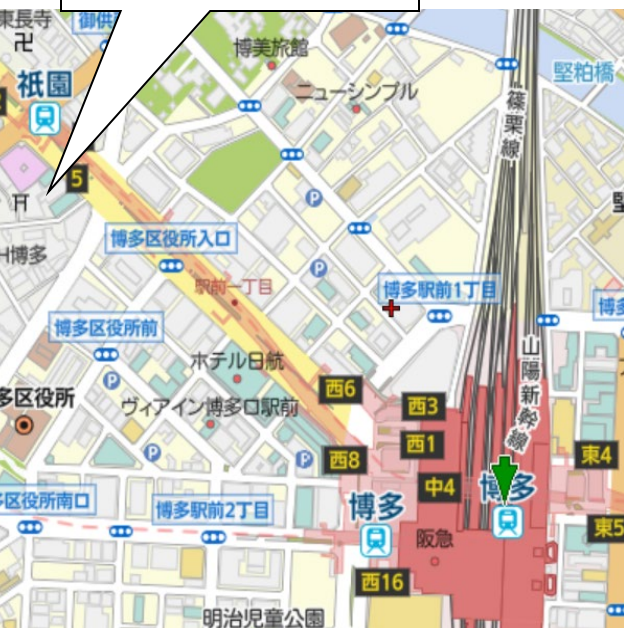 東長寺
御供
博美旅館
堅粕橋
祇園
ニューシンプル
篠栗線
5
博多区役所入口
H博多
駅前一丁目
博多駅前1丁目
博多区役所前
山陽新幹線
ホテル日航
西6
多区役所
ヴィアイン博多口駅前
西3
西1
西8
東4
中4
博多
多区役所南口
博多駅前2丁目
博多
阪急
東5
西16
明治児童公園